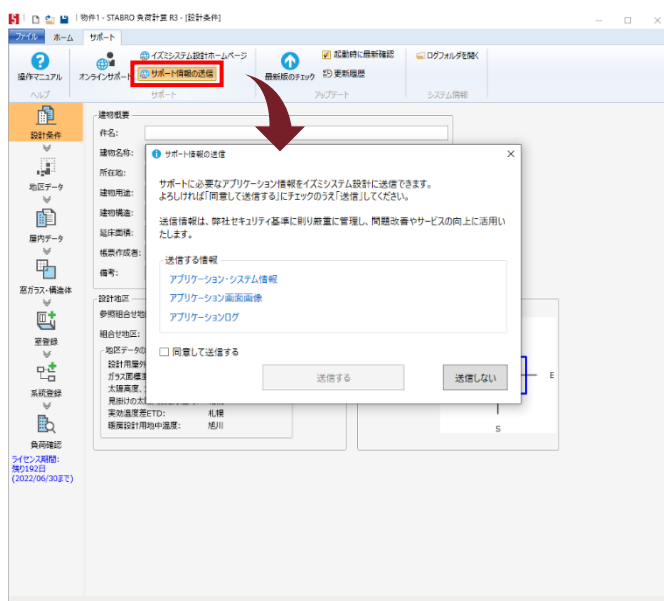 物件1 - STABRO 負荷計算 R3 - [設計条件]
ファイル ホーム サポート
操作マニュアル
ヘルプ
オンラインサポート
イズミシステム設計ホームページ
サポート情報の送信
サポート
最新版のチェック
起動時に最新確認
更新履歴
アップデート
ログフォルダを開く
システム情報
設計条件
地区データ
屋内データ
窓ガラス・構造体
室登録
系統登録
負荷確認
ライセンス期間:
残り192日
(2022/06/30まで)
建物概要
件名:
建物名称:
所在地:
建物用途:
建物構造:
延床面積:
帳票作成者:
備考:
設計地区
参照組合せ地
組合せ地区:
地区データの
設計用屋外
ガラス面標準
太陽高度、
実効温度差ETD: 札幌
暖房設計用地中温度: 旭川
サポート情報の送信
サポートに必要なアプリケーション情報をイズミシステム設計に送信できます。
よろしければ「同意して送信する」にチェックのうえ「送信」してください。
送信情報は、弊社セキュリティ基準に則り厳重に管理し、問題改善やサービスの向上に活用い
たします。
送信する情報
アプリケーション・システム情報
アプリケーション画面画像
アプリケーションログ
同意して送信する
送信する 送信しない
E
S